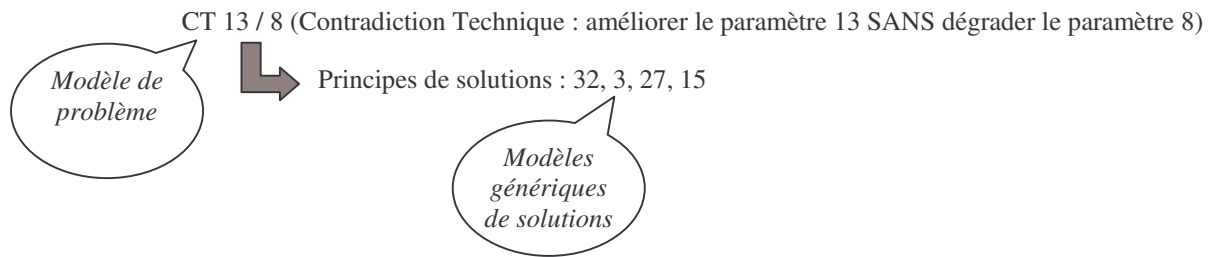 CT 13 / 8 (Contradiction Technique : améliorer le paramètre 13 SANS dégrader le paramètre 8)
Modèle de
problème
Principes de solutions : 32, 3, 27, 15
Modèles
génériques
de solutions